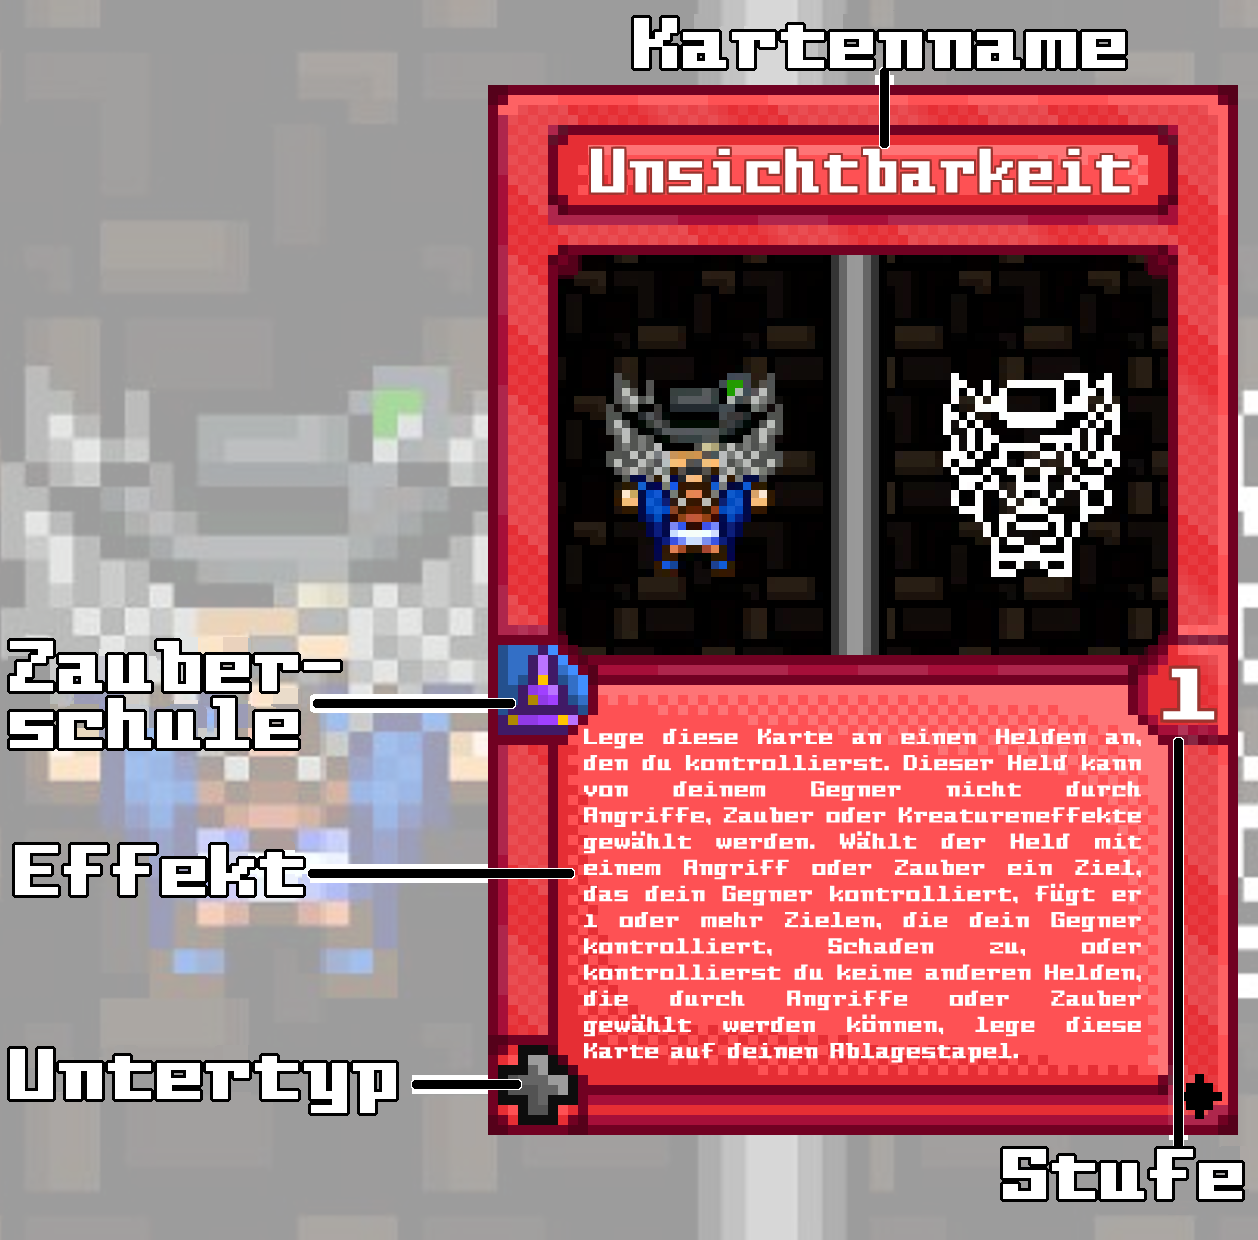 Kartenname
Unsichtbarkeit
Zauber-
schule
1
Lege diese Karte an einen Helden an,
den du kontrollierst. Dieser Held kann
von deinem Gegner nicht durch
Angriffe, Zauber oder Kreatureneffekte
gewählt werden. Wählt der Held mit
einem Angriff oder Zauber ein Ziel,
das dein Gegner kontrolliert, fügt er
1 oder mehr Zielen, die dein Gegner
kontrolliert, Schaden zu, oder
kontrollierst du keine anderen Helden,
die durch Angriffe oder Zauber
gewählt werden können, lege diese
Karte auf deinen Ablagestapel.
Effekt
Untertyp
Stufe